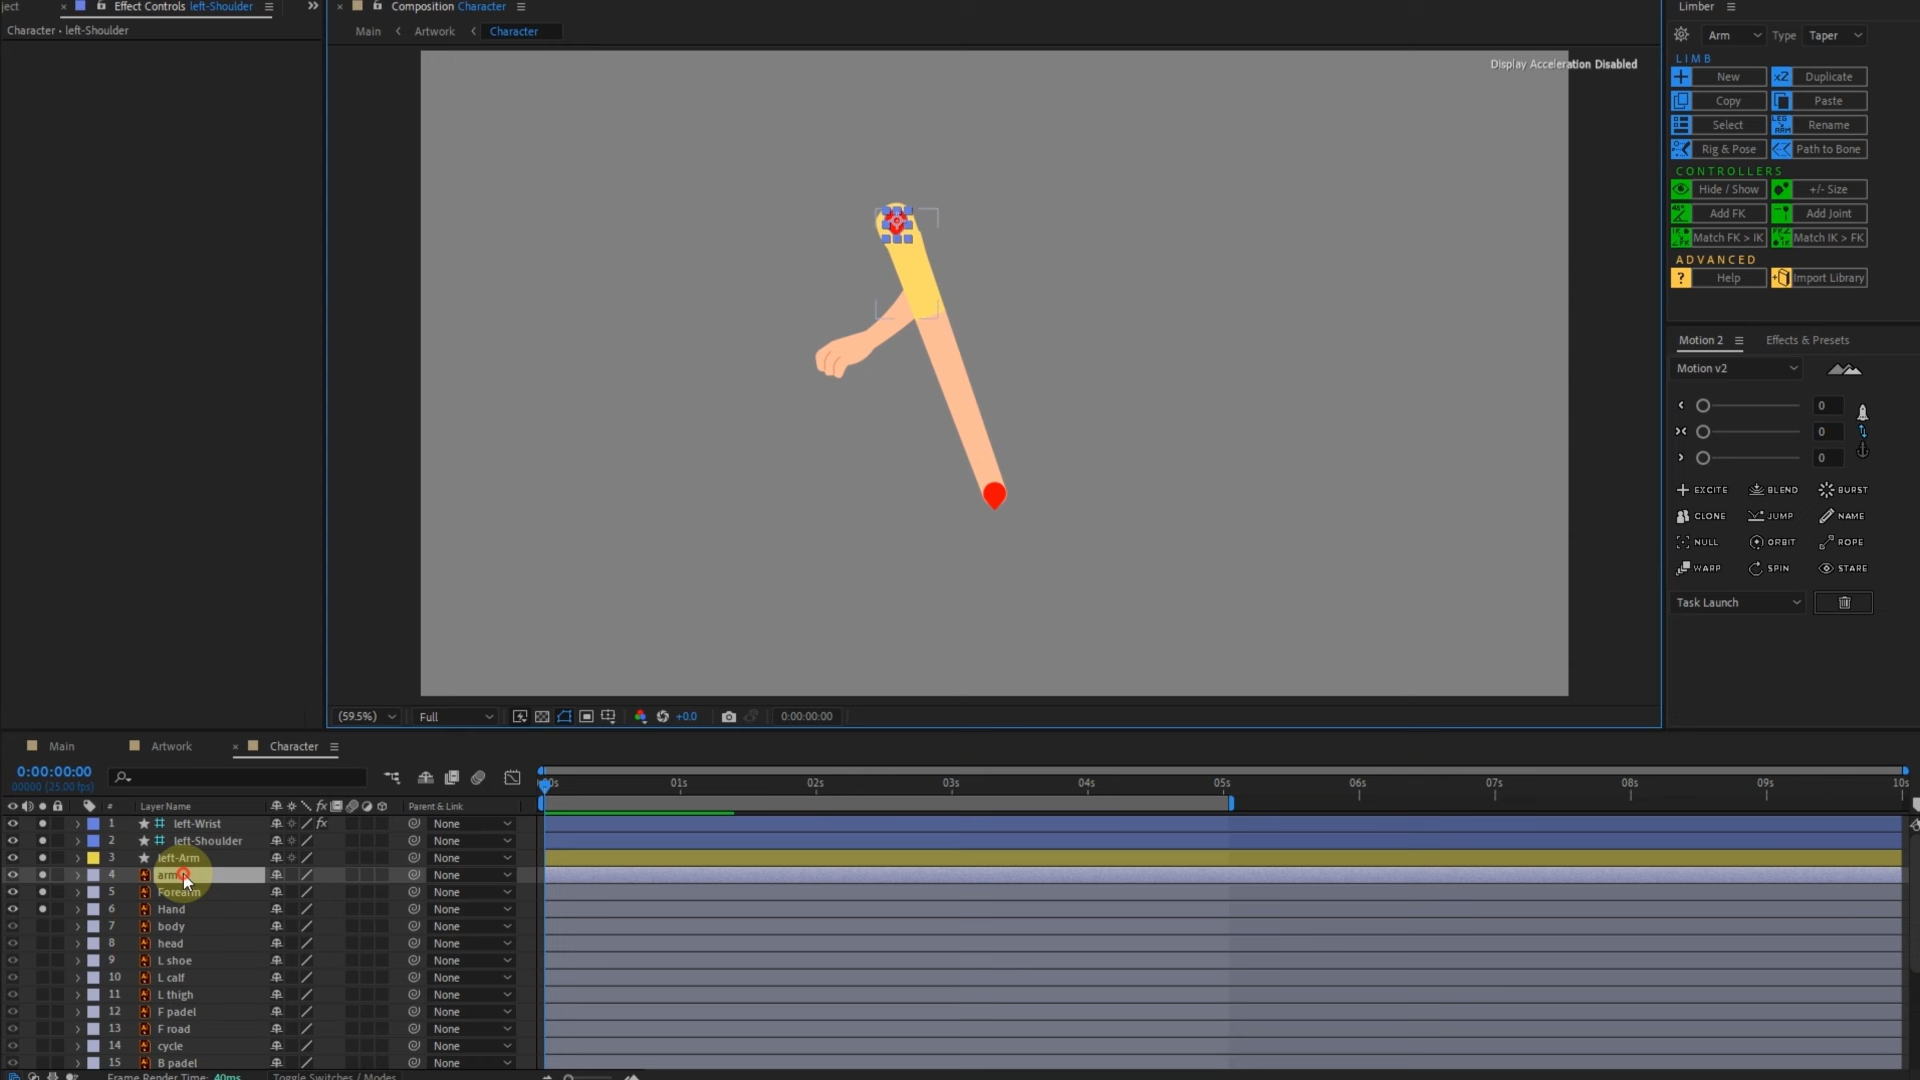 ject
Effect Controls left-Shoulder
Character • left-Shoulder
Composition Character
Main
Artwork
Character
Display Acceleration Disabled
(59.5%)
Full
+0.0
0:00:00:00
Limber
Arm
Type
Taper
LIMB
New
x2 Duplicate
Copy
Paste
Select
Rename
Rig & Pose
Path to Bone
CONTROLLERS
Hide / Show
+/- Size
Add FK
Add Joint
Match FK > IK
Match IK > FK
ADVANCED
? Help
Import Library
Motion 2
Effects & Presets
Motion v2
0
0
0
EXCITE
BLEND
BURST
CLONE
JUMP
NAME
NULL
ORBIT
ROPE
WARP
SPIN
STARE
Task Launch
Main
Artwork
Character
0:00:00:00
00000 (25.00 fps)
# Layer Name
fx
Parent & Link
01s
02s
03s
04s
05s
06s
07s
08s
09s
10s
1 left-Wrist fx None
2 left-Shoulder None
3 left-Arm None
4 arm None
5 Forearm None
6 Hand None
7 body None
8 head None
9 L shoe None
10 L calf None
11 L thigh None
12 F padel None
13 F road None
14 cycle None
15 B padel None
Frame Render Time: 40ms
Toggle Switches / Modes